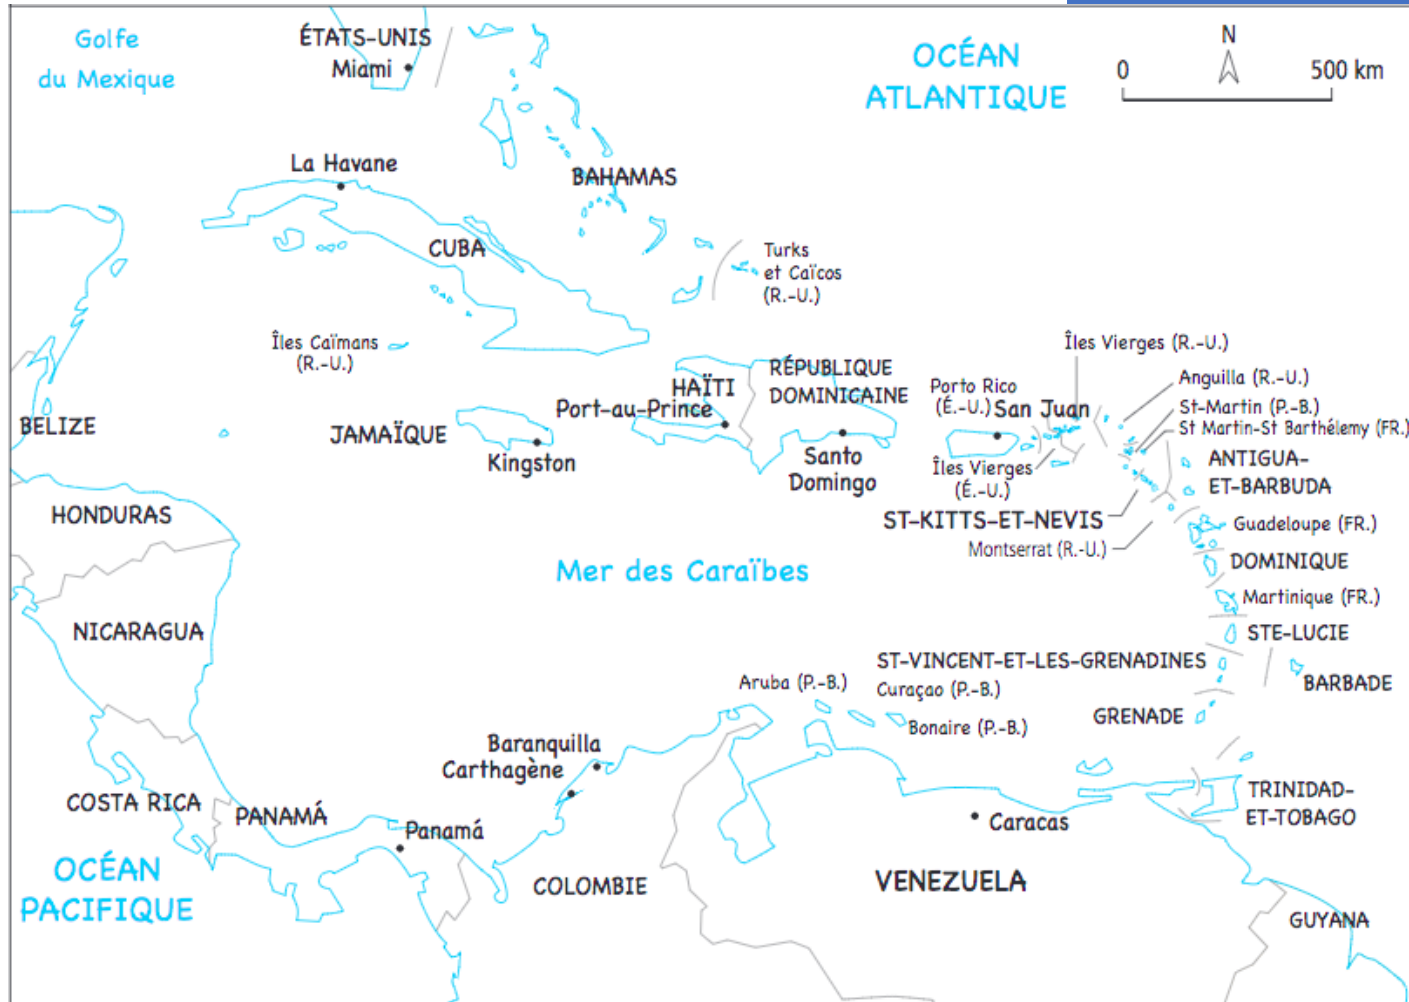 Golfe
du Mexique
ÉTATS-UNIS
Miami
OCÉAN
ATLANTIQUE
N
0 500 km
La Havane
BAHAMAS
CUBA
Turks
et Caïcos
(R.-U.)
Îles Caïmans
(R.-U.)
Îles Vierges (R.-U.)
HAÏTI
RÉPUBLIQUE
DOMINICAINE
Porto Rico
(É.-U.)
San Juan
Anguilla (R.-U.)
St-Martin (P.-B.)
St Martin-St Barthélemy (FR.)
BELIZE
JAMAÏQUE
Port-au-Prince
Kingston
Santo
Domingo
Îles Vierges
(É.-U.)
ANTIGUA-
ET-BARBUDA
HONDURAS
ST-KITTS-ET-NEVIS
Guadeloupe (FR.)
Montserrat (R.-U.)
Mer des Caraïbes
DOMINIQUE
Martinique (FR.)
NICARAGUA
STE-LUCIE
ST-VINCENT-ET-LES-GRENADINES
Aruba (P.-B.)
Curaçao (P.-B.)
BARBADE
Bonaire (P.-B.)
GRENADE
Baranquilla
Carthagène
COSTA RICA
PANAMÁ
Panamá
Caracas
TRINIDAD-
ET-TOBAGO
OCÉAN
PACIFIQUE
COLOMBIE
VENEZUELA
GUYANA